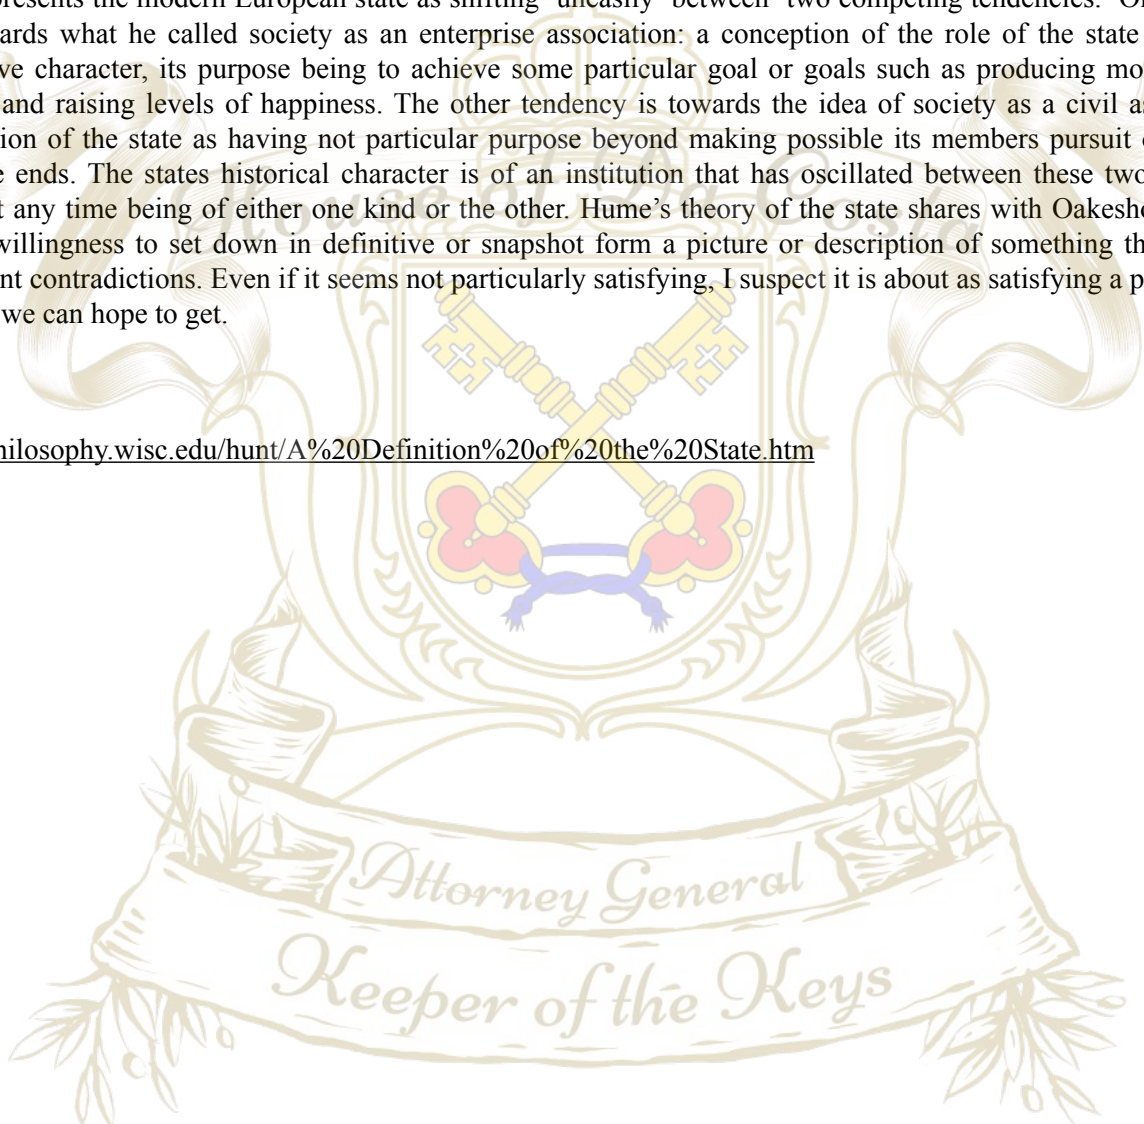 presents the modern European state as shifting “uneasily” between “two competing tendencies.” O
ards what he called society as an enterprise association: a conception of the role of the state
ve character, its purpose being to achieve some particular goal or goals such as producing mo
and raising levels of happiness. The other tendency is towards the idea of society as a civil as
ion of the state as having not particular purpose beyond making possible its members pursuit
e ends. The states historical character is of an institution that has oscillated between these two
t any time being of either one kind or the other. Hume’s theory of the state shares with Oakesho
willingness to set down in definitive or snapshot form a picture or description of something th
nt contradictions. Even if it seems not particularly satisfying, I suspect it is about as satisfying a p
we can hope to get.
House of Da Costa
hilosophy.wisc.edu/hunt/A%20Definition%20of%20the%20State.htm
Attorney General
Keeper of the Keys